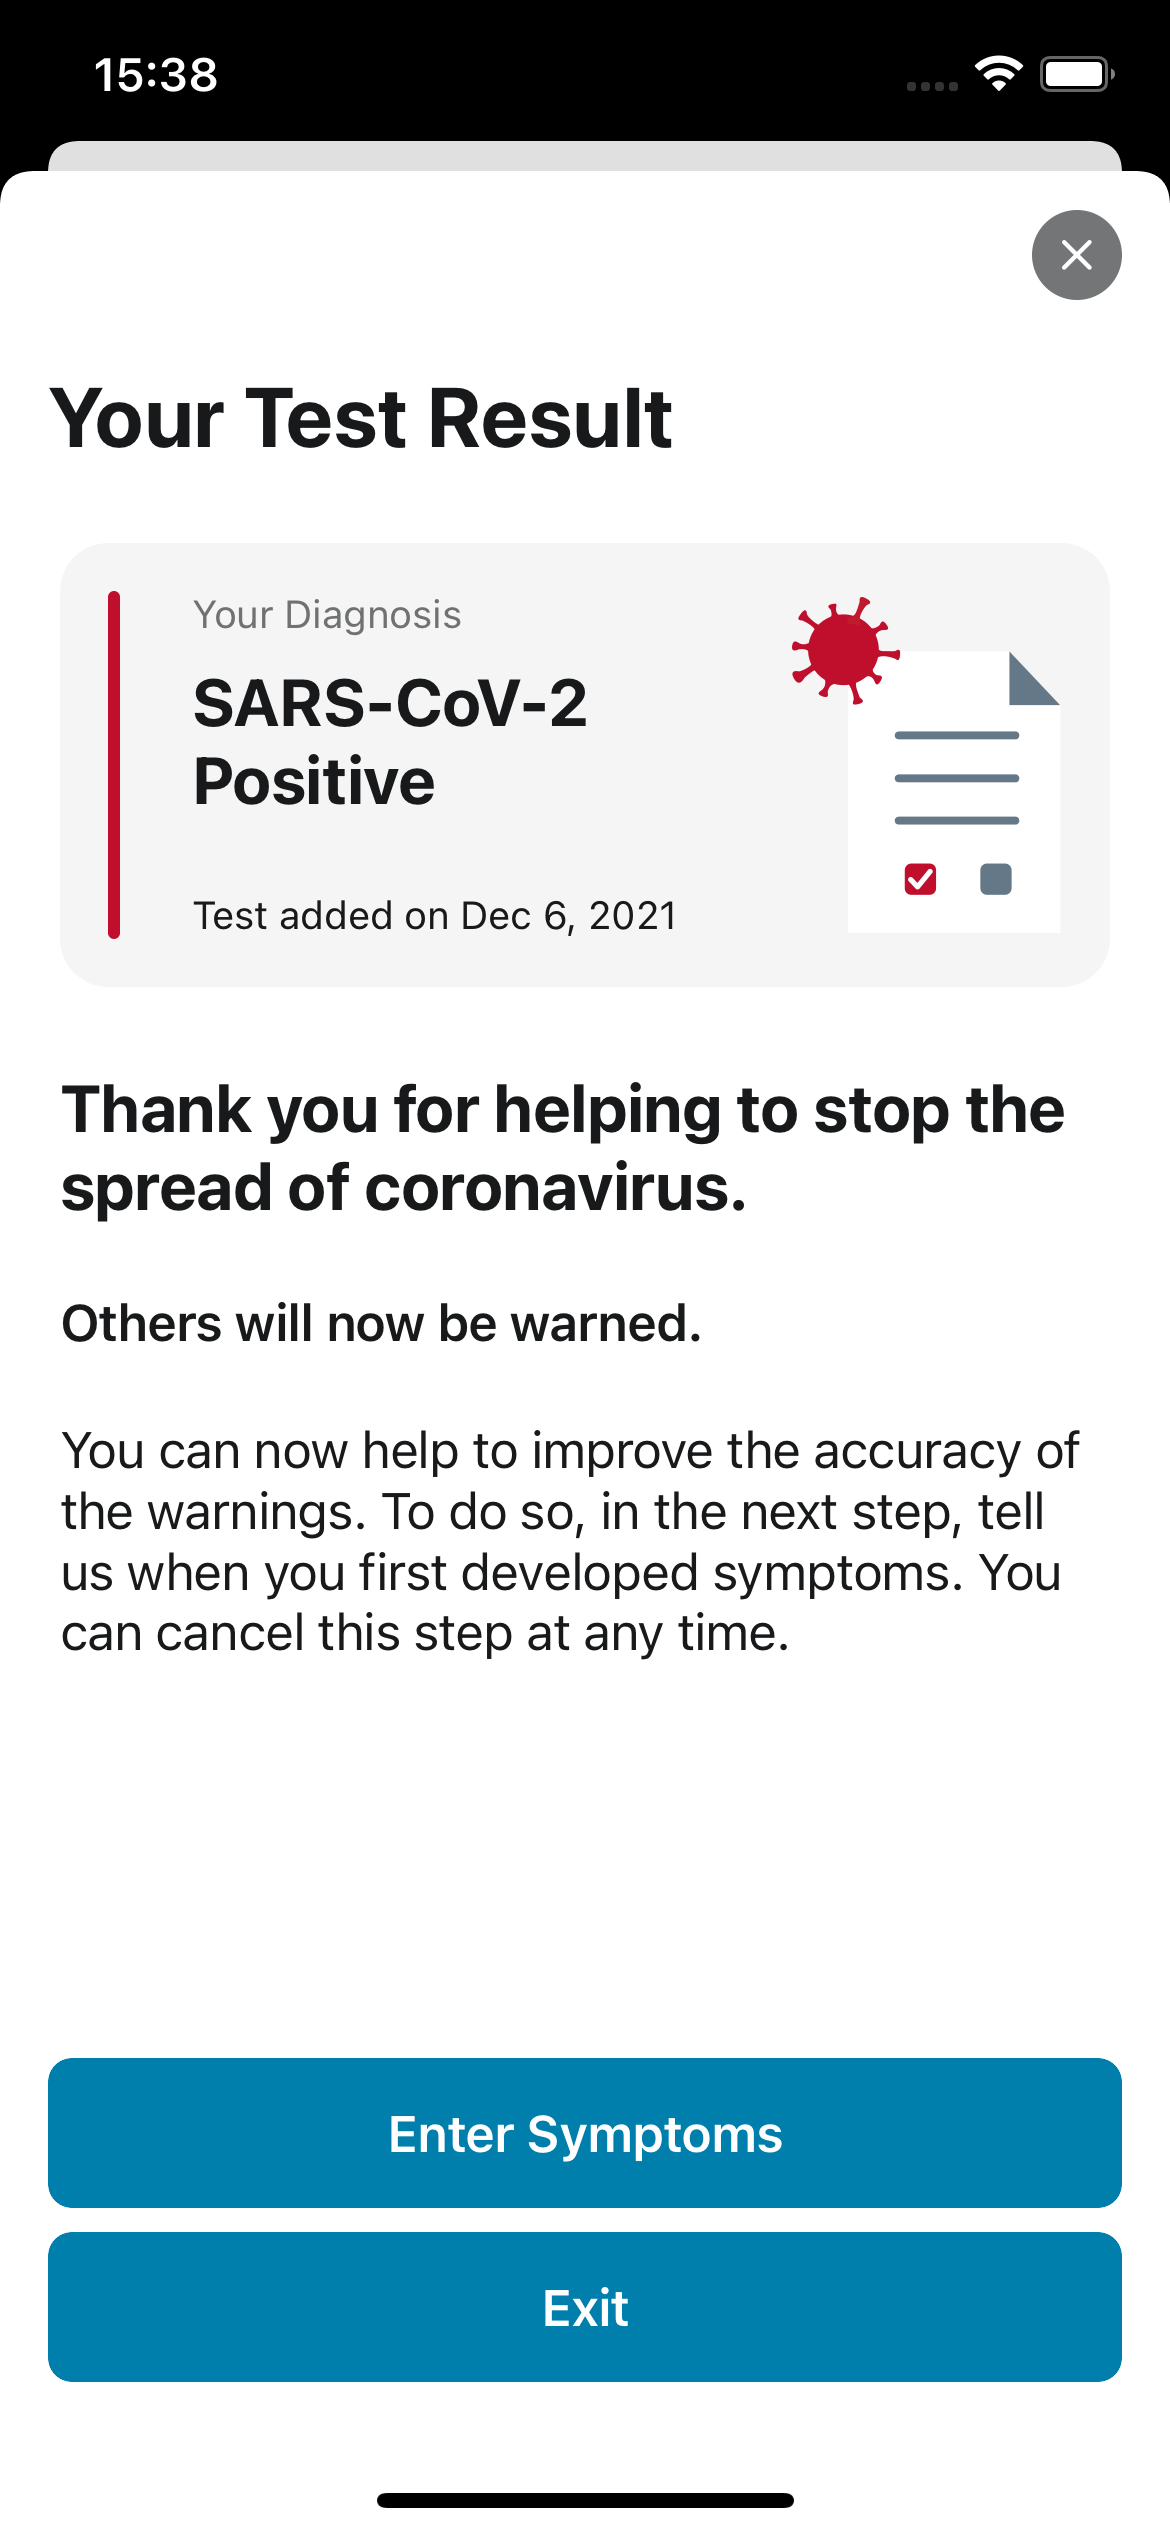 15:38
Your Test Result
Your Diagnosis
SARS-CoV-2
Positive
Test added on Dec 6, 2021
Thank you for helping to stop the
spread of coronavirus.
Others will now be warned.
You can now help to improve the accuracy of
the warnings. To do so, in the next step, tell
us when you first developed symptoms. You
can cancel this step at any time.
Enter Symptoms
Exit